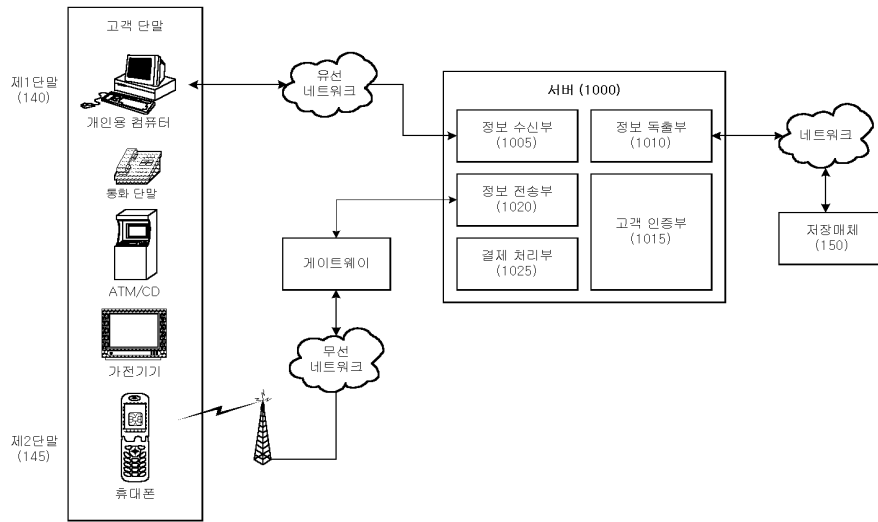 고객 단말
제1단말
(140)
개인용 컴퓨터
통화 단말
ATM/CD
가전기기
제2단말
(145)
휴대폰
유선
네트워크
게이트웨이
무선
네트워크
서버 (1000)
정보 수신부
(1005)
정보 독출부
(1010)
정보 전송부
(1020)
고객 인증부
(1015)
결제 처리부
(1025)
네트워크
저장매체
(150)